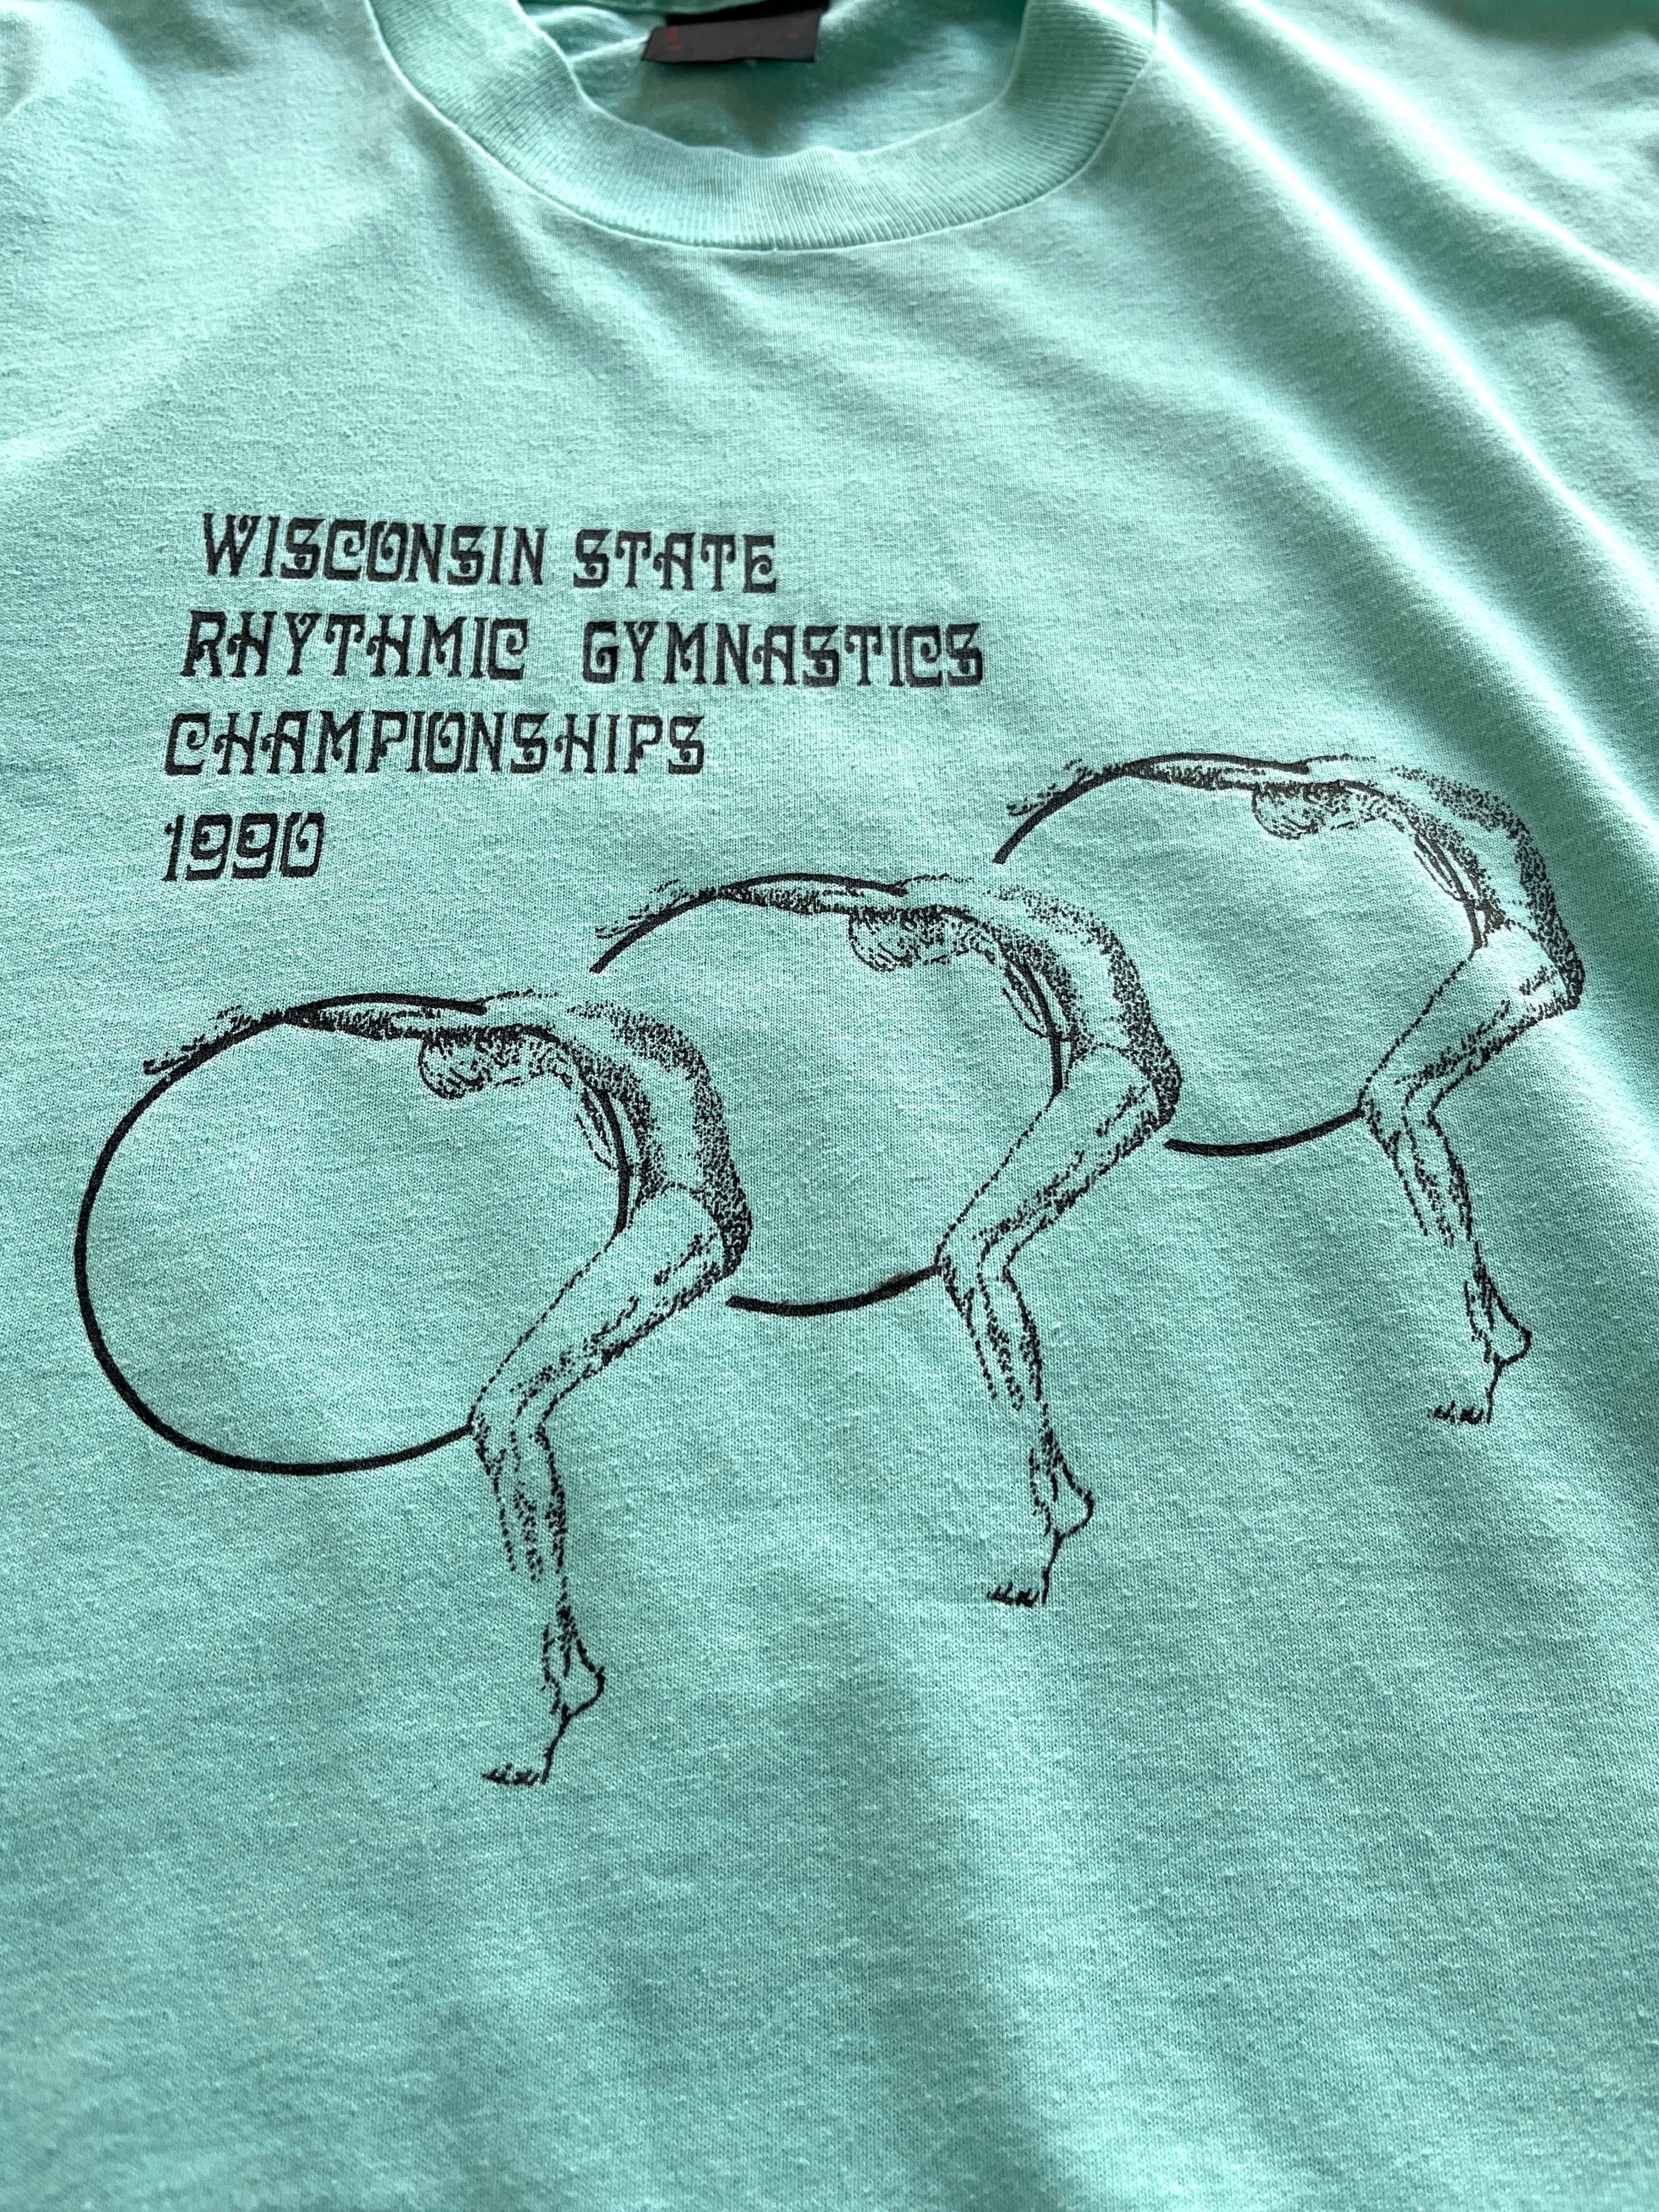 WISCONSIN STATE
RHYTHMIC GYMNASTICS
CHAMPIONSHIPS
1990